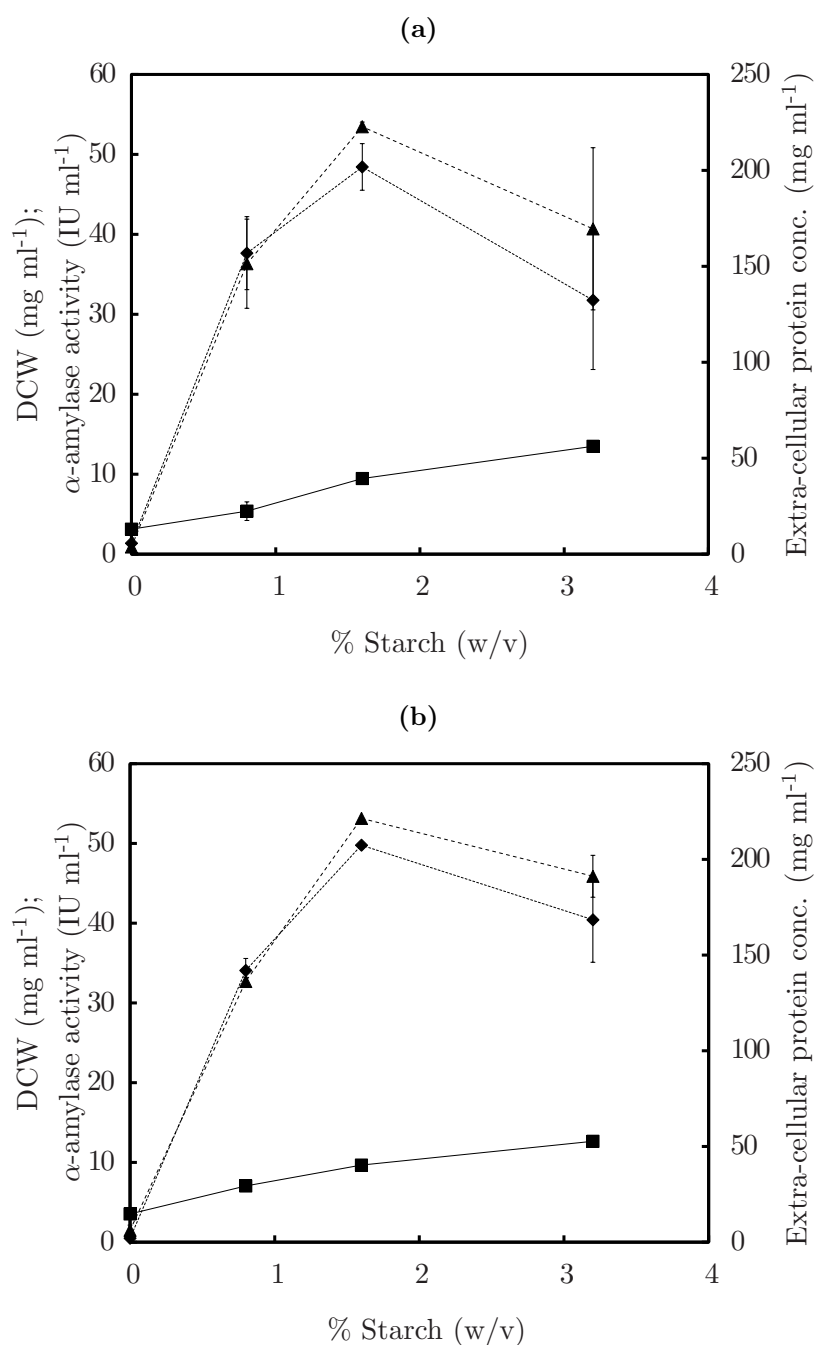 (a)
DCW (mg ml-1);
α-amylase activity (IU ml-1)
60
50
40
30
20
10
0
250
200
150
100
50
0
Extra-cellular protein conc. (mg ml-1)
0 1 2 3 4
% Starch (w/v)
(b)
DCW (mg ml-1);
α-amylase activity (IU ml-1)
60
50
40
30
20
10
0
250
200
150
100
50
0
Extra-cellular protein conc. (mg ml-1)
0 1 2 3 4
% Starch (w/v)